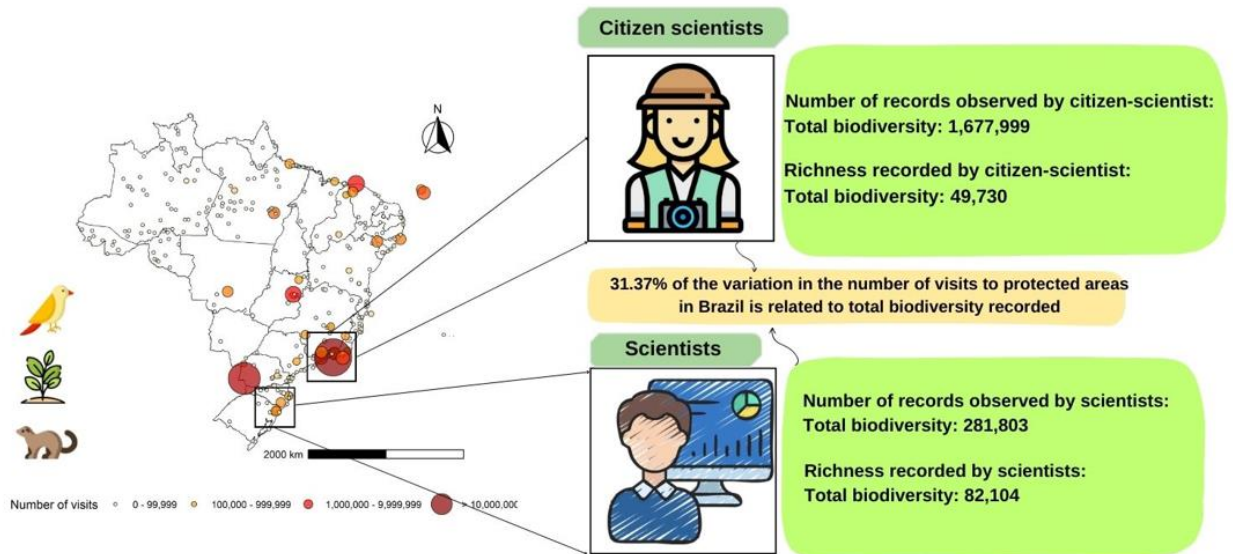 Citizen scientists
Number of records observed by citizen-scientist:
Total biodiversity: 1,677,999
Richness recorded by citizen-scientist:
Total biodiversity: 49,730
N
31.37% of the variation in the number of visits to protected areas
in Brazil is related to total biodiversity recorded
Scientists
Number of records observed by scientists:
Total biodiversity: 281,803
Richness recorded by scientists:
Total biodiversity: 82,104
2000 km
Number of visits 0 - 99,999 100,000 - 999,999 1,000,000 - 9,999,999 > 10,000,000